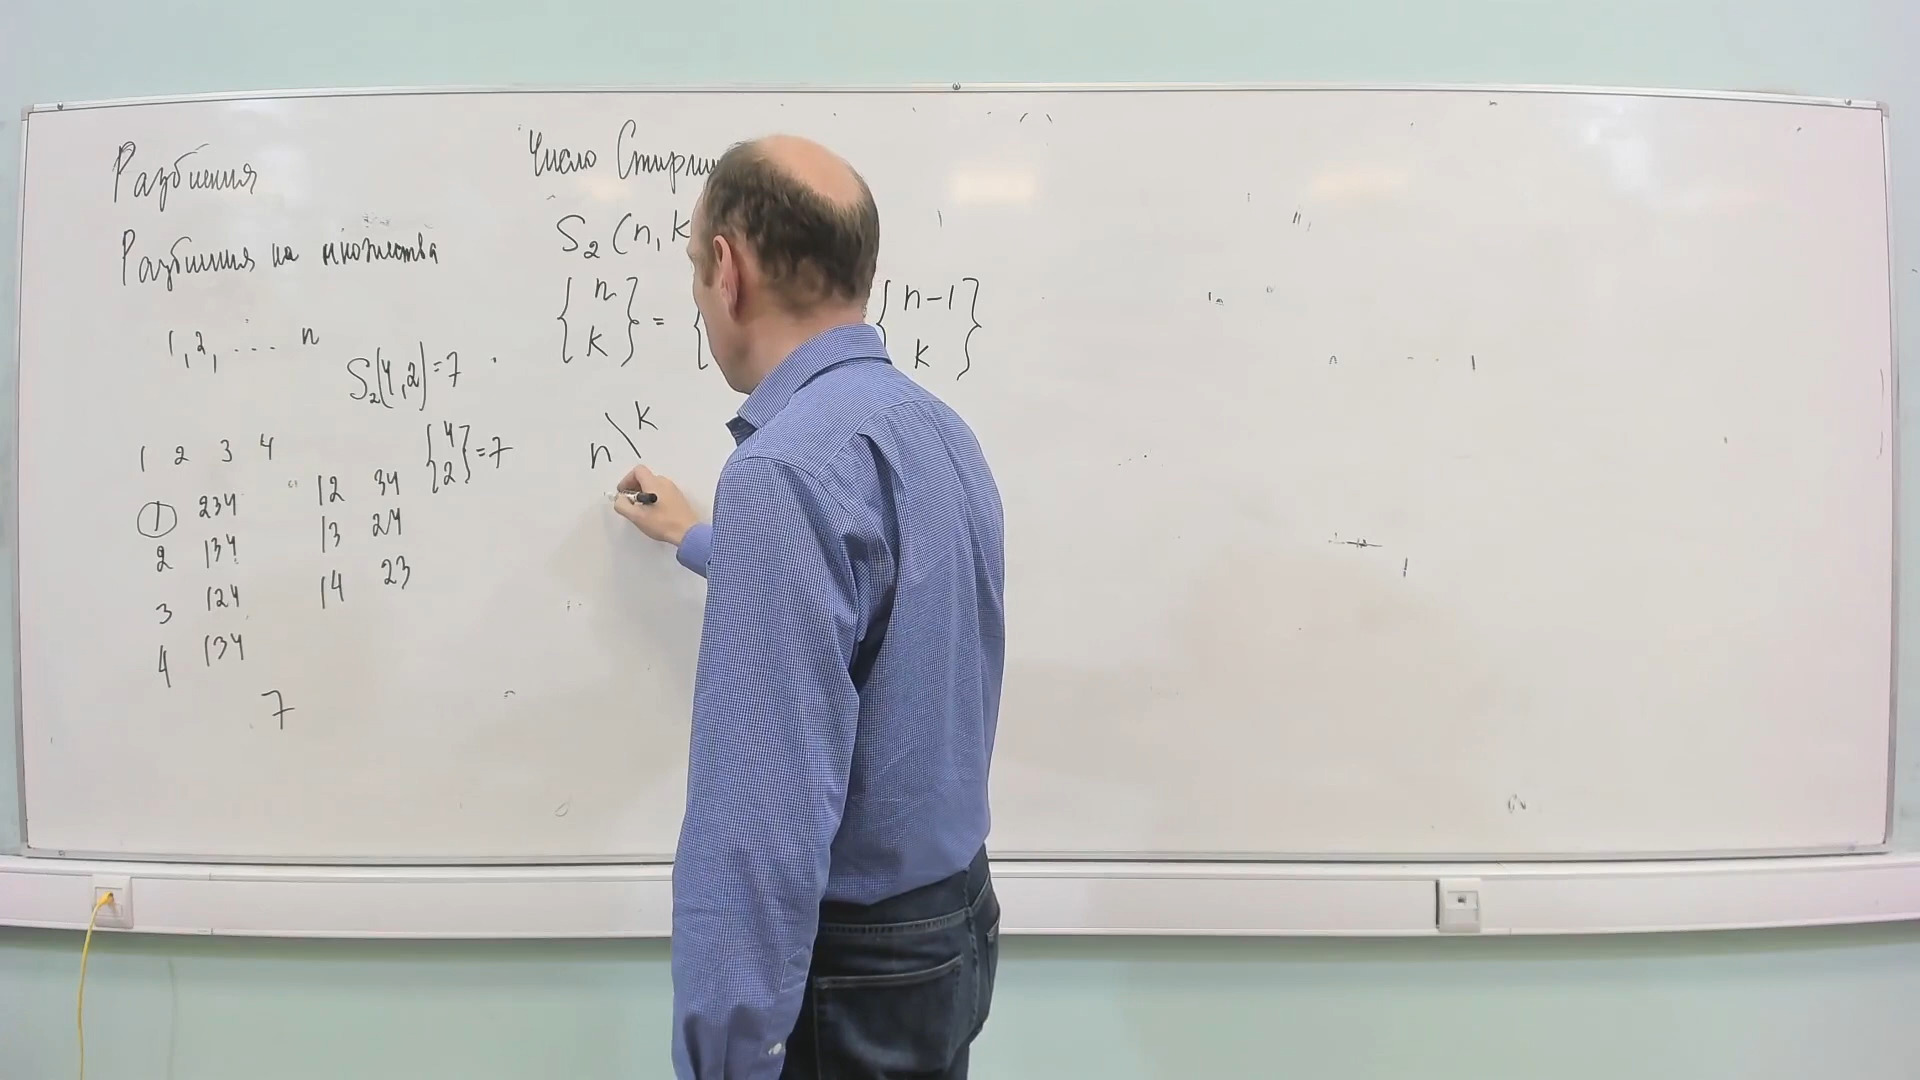 Разбиения
Разбиения на множества
1, 2, ... n
S₂(4,2)=7
1 2 3 4
{4 2}=7
1 234 12 34
2 134 13 24
3 124 14 23
4 134
7
Число
S₂(n, k
{n k} = { {n-1 k}
n \ k